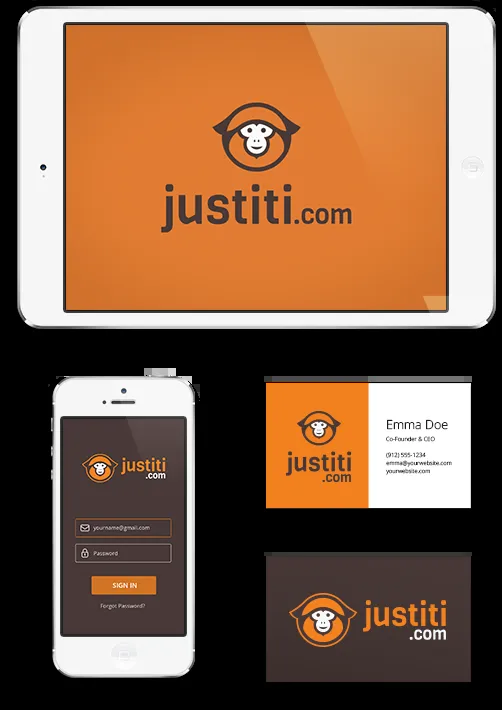 justiti.com
justiti
.com
yourname@gmail.com
Password
SIGN IN
Forgot Password?
justiti
.com
Emma Doe
Co-Founder & CEO
(912) 555-1234
emma@yourwebsite.com
yourwebsite.com
justiti
.com